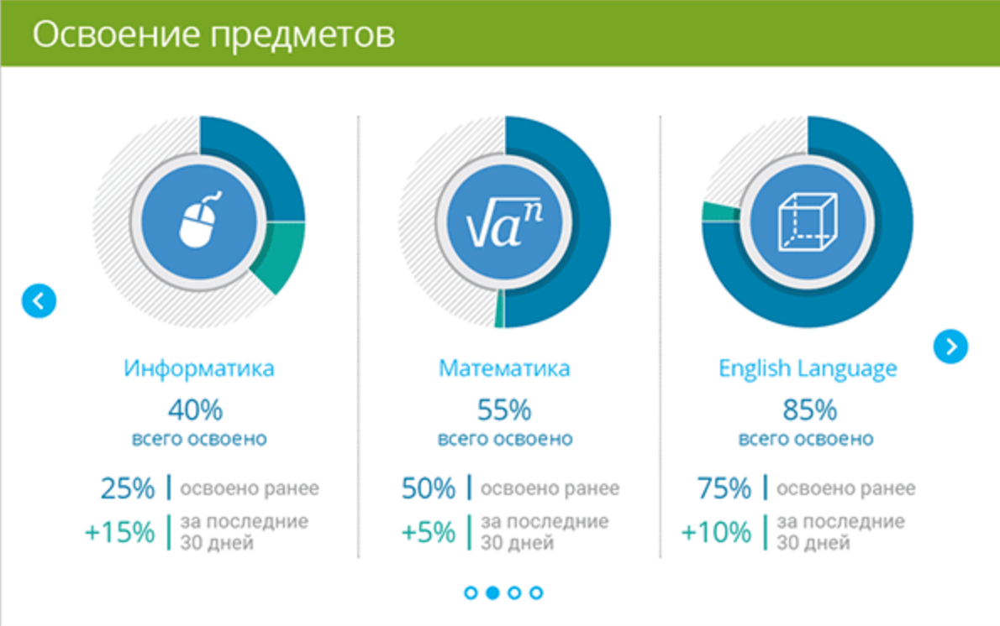 Освоение предметов
√aⁿ
Информатика
40%
всего освоено
25% освоено ранее
+15% за последние
30 дней
Математика
55%
всего освоено
50% освоено ранее
+5% за последние
30 дней
English Language
85%
всего освоено
75% освоено ранее
+10% за последние
30 дней